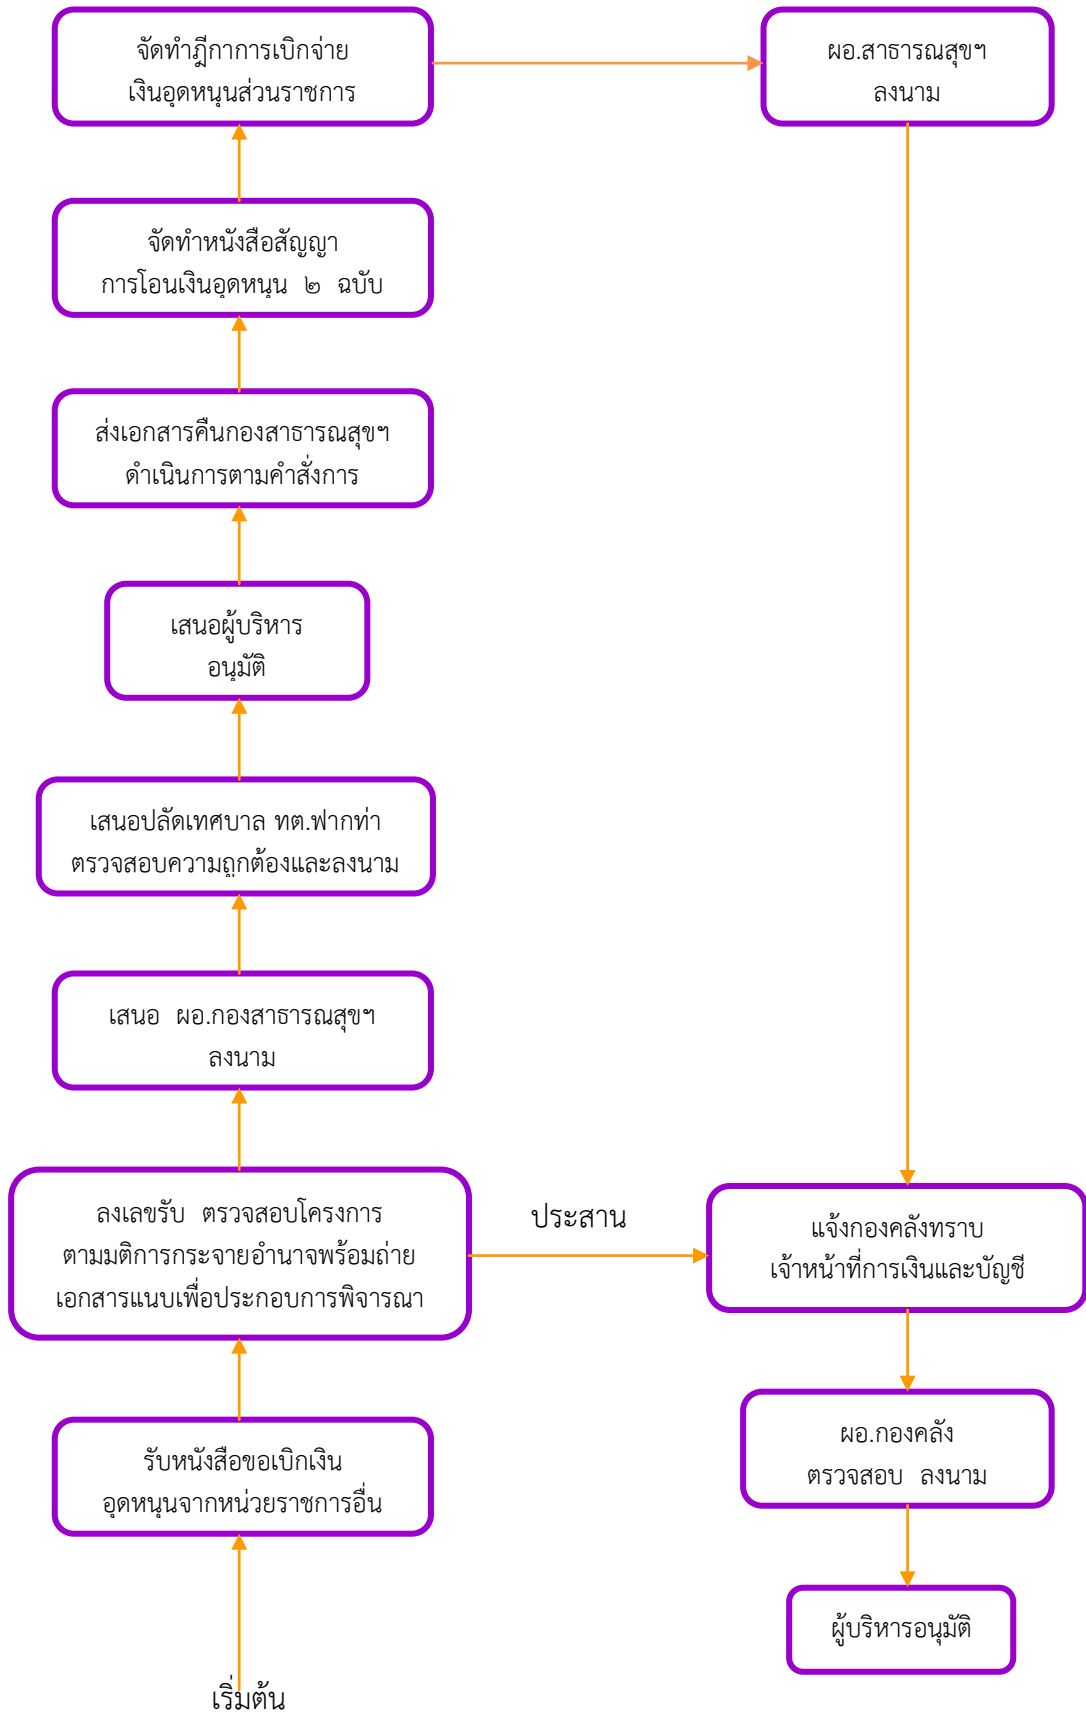 จัดทำฎีกาการเบิกจ่าย
เงินอุดหนุนส่วนราชการ
ผอ.สาธารณสุขฯ
ลงนาม
จัดทำหนังสือสัญญา
การโอนเงินอุดหนุน ๒ ฉบับ
ส่งเอกสารคืนกองสาธารณสุขฯ
ดำเนินการตามคำสั่งการ
เสนอผู้บริหาร
อนุมัติ
เสนอปลัดเทศบาล ทต.ฟากท่า
ตรวจสอบความถูกต้องและลงนาม
เสนอ ผอ.กองสาธารณสุขฯ
ลงนาม
ลงเลขรับ ตรวจสอบโครงการ
ตามมติการกระจายอำนาจพร้อมถ่าย
เอกสารแนบเพื่อประกอบการพิจารณา
ประสาน
แจ้งกองคลังทราบ
เจ้าหน้าที่การเงินและบัญชี
ผอ.กองคลัง
ตรวจสอบ ลงนาม
รับหนังสือขอเบิกเงิน
อุดหนุนจากหน่วยราชการอื่น
ผู้บริหารอนุมัติ
เริ่มต้น